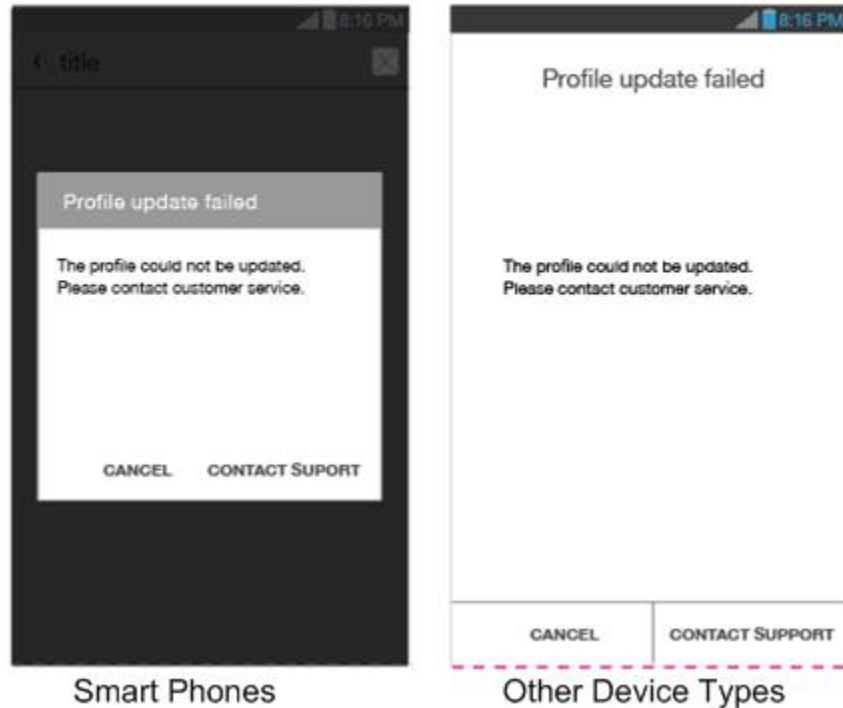 8:16 PM
title
Profile update failed
The profile could not be updated.
Please contact customer service.
CANCEL CONTACT SUPORT
Smart Phones
8:16 PM
Profile update failed
The profile could not be updated.
Please contact customer service.
CANCEL CONTACT SUPPORT
Other Device Types